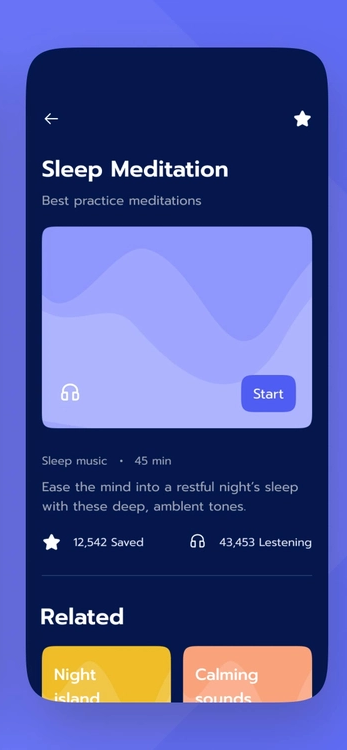 Sleep Meditation
Best practice meditations
Start
Sleep music • 45 min
Ease the mind into a restful night's sleep
with these deep, amblent tones.
12,542 Saved
43,453 Lestening
Related
Night
island
Calming
sounds